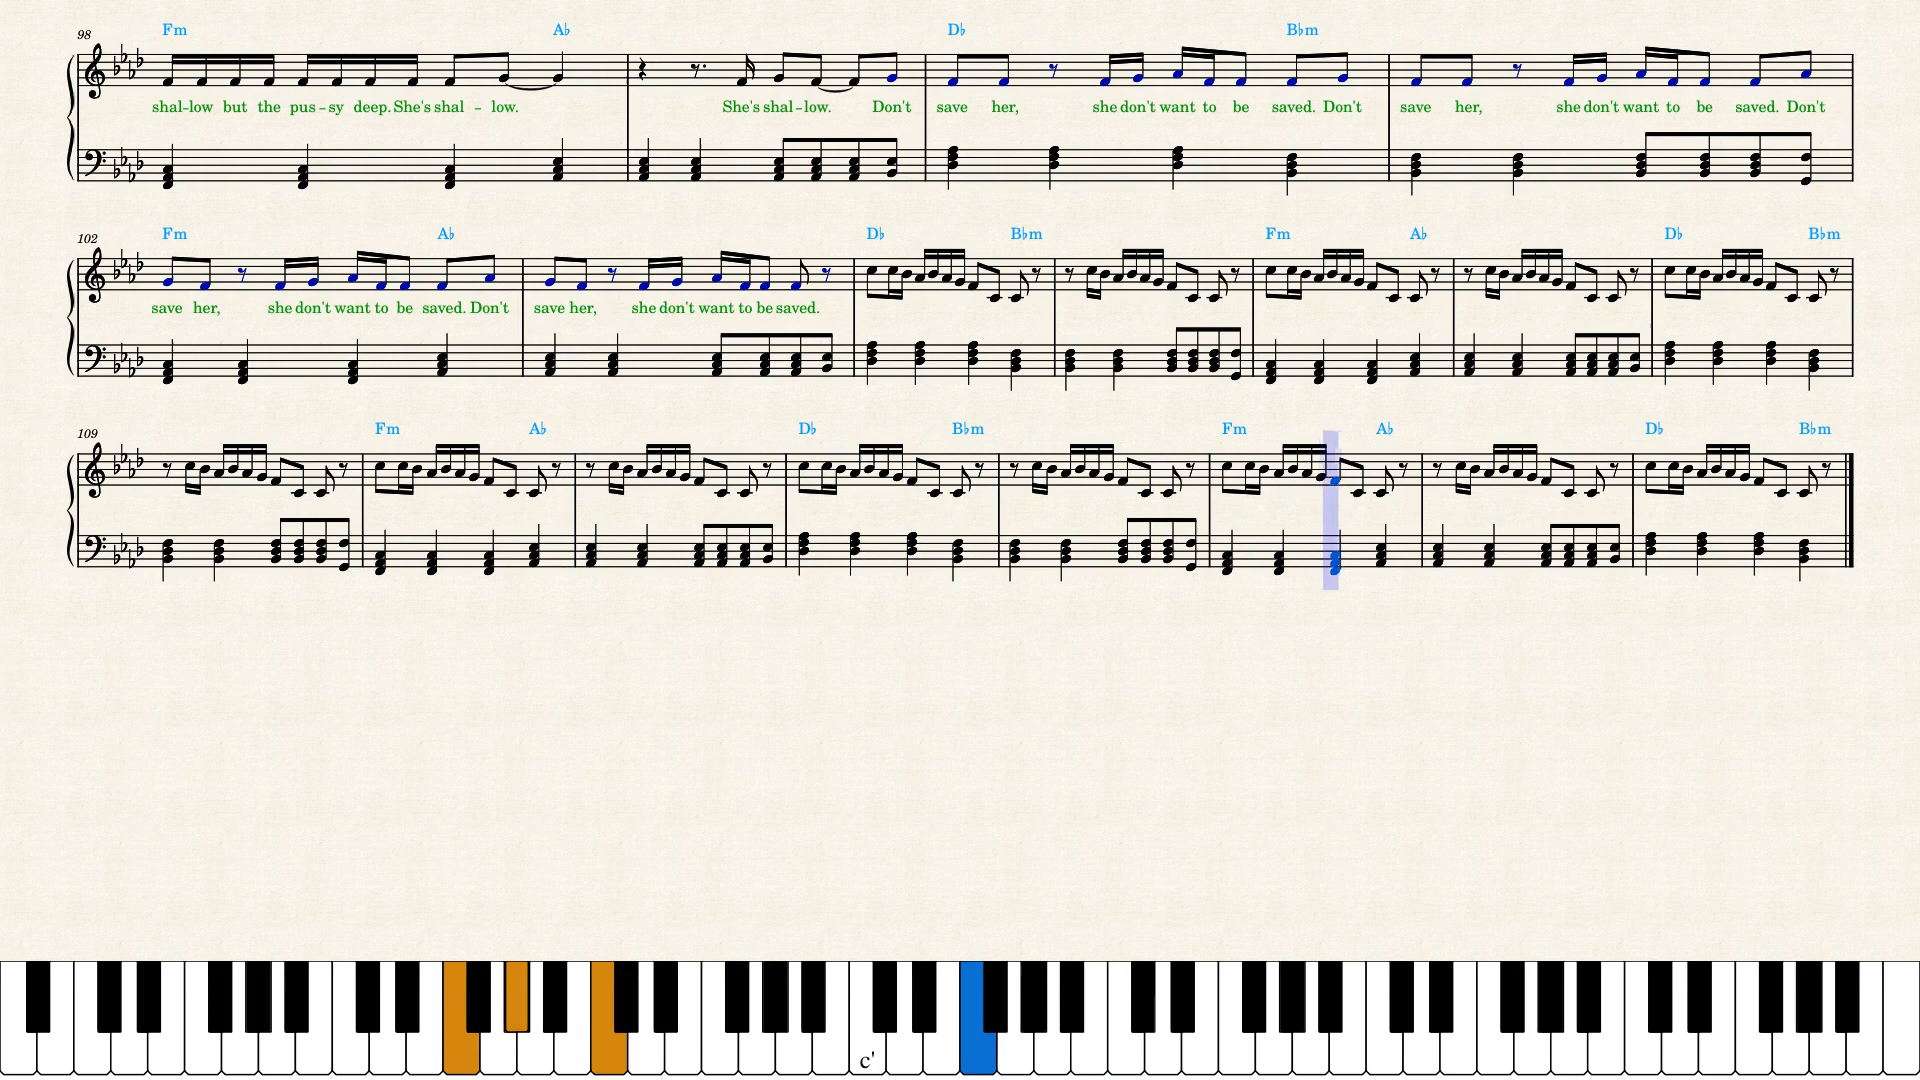 98 Fm A♭ D♭ B♭m
shal-low but the pus-sy deep. She's shal - low. She's shal-low. Don't save her, she don't want to be saved. Don't save her, she don't want to be saved. Don't
102 Fm A♭ D♭ B♭m Fm A♭ D♭ B♭m
save her, she don't want to be saved. Don't save her, she don't want to be saved.
109 Fm A♭ D♭ B♭m Fm A♭ D♭ B♭m
c'